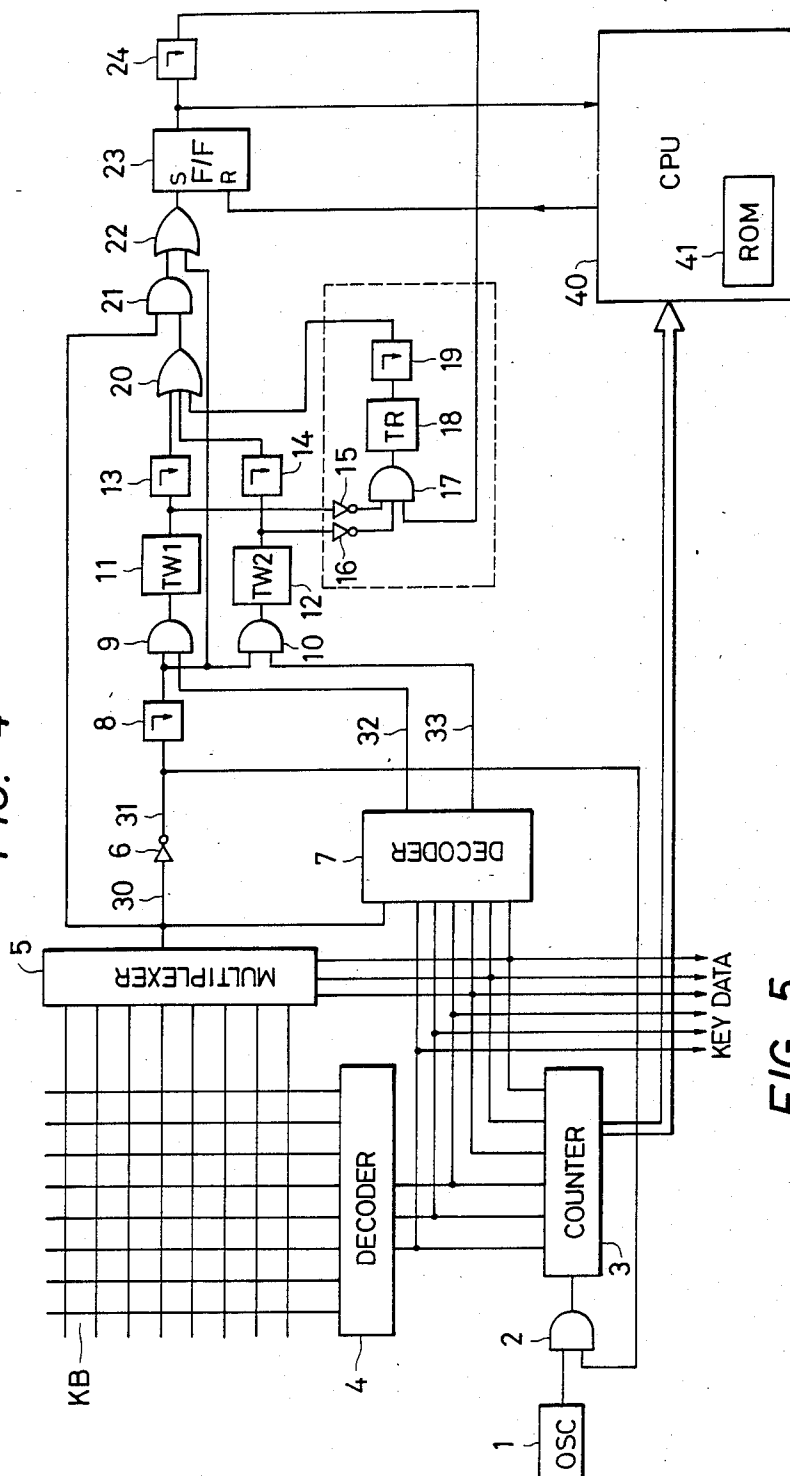 FIG. 4
KB
5
MULTIPLEXER
30
6
31
8
9
10
11
TW1
12
TW2
13
14
15
16
17
18
TR
19
20
21
22
23
S
F/F
R
24
7
DECODER
32
33
4
DECODER
3
COUNTER
KEY DATA
2
1
OSC
40
CPU
41
ROM
FIG. 5